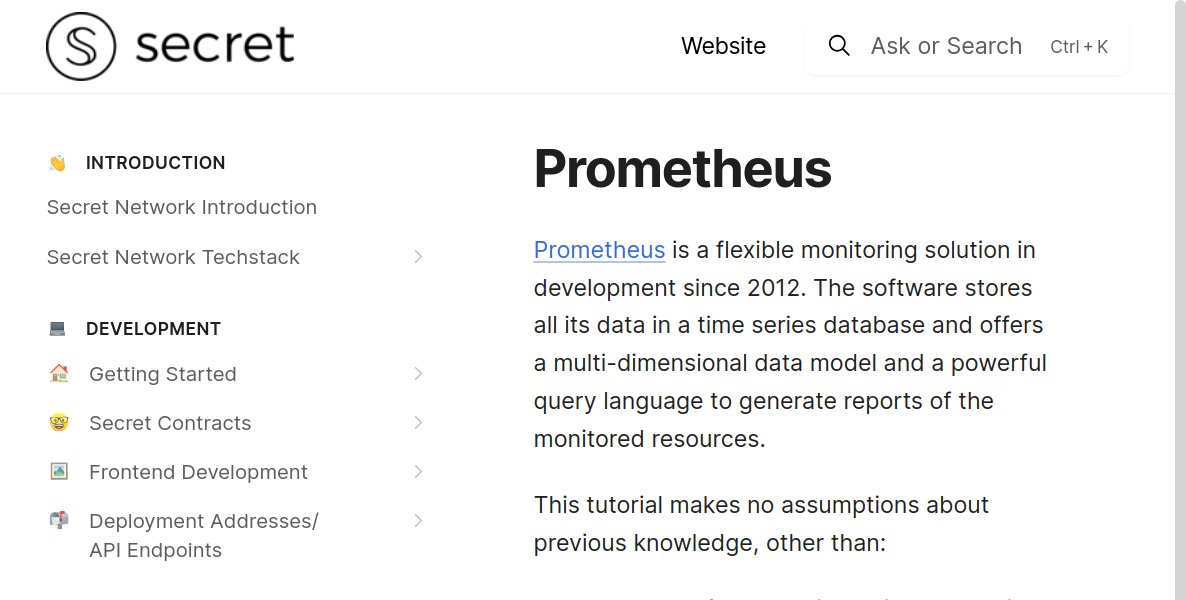 secret
Website
Ask or Search Ctrl + K
INTRODUCTION
Secret Network Introduction
Secret Network Techstack
DEVELOPMENT
Getting Started
Secret Contracts
Frontend Development
Deployment Addresses/
API Endpoints
Prometheus
Prometheus is a flexible monitoring solution in
development since 2012. The software stores
all its data in a time series database and offers
a multi-dimensional data model and a powerful
query language to generate reports of the
monitored resources.
This tutorial makes no assumptions about
previous knowledge, other than: